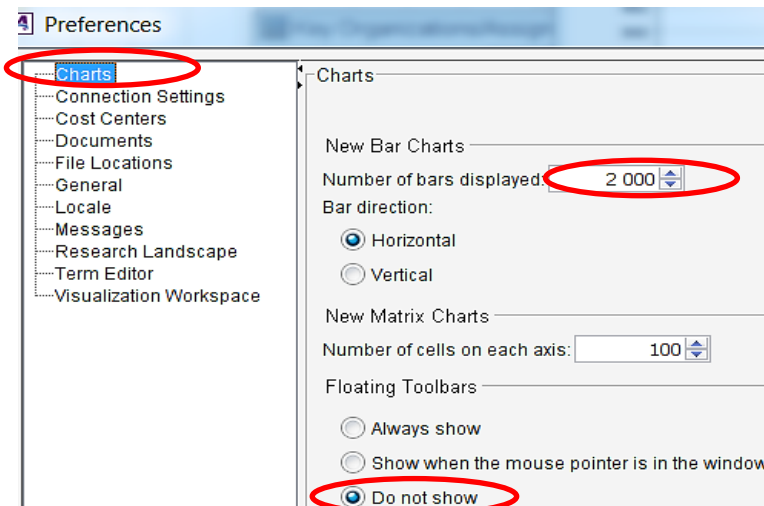 Preferences
Key Organizations/Assign
Charts
Connection Settings
Cost Centers
Documents
File Locations
General
Locale
Messages
Research Landscape
Term Editor
Visualization Workspace
Charts
New Bar Charts
Number of bars displayed: 2 000
Bar direction:
Horizontal
Vertical
New Matrix Charts
Number of cells on each axis: 100
Floating Toolbars
Always show
Show when the mouse pointer is in the window
Do not show